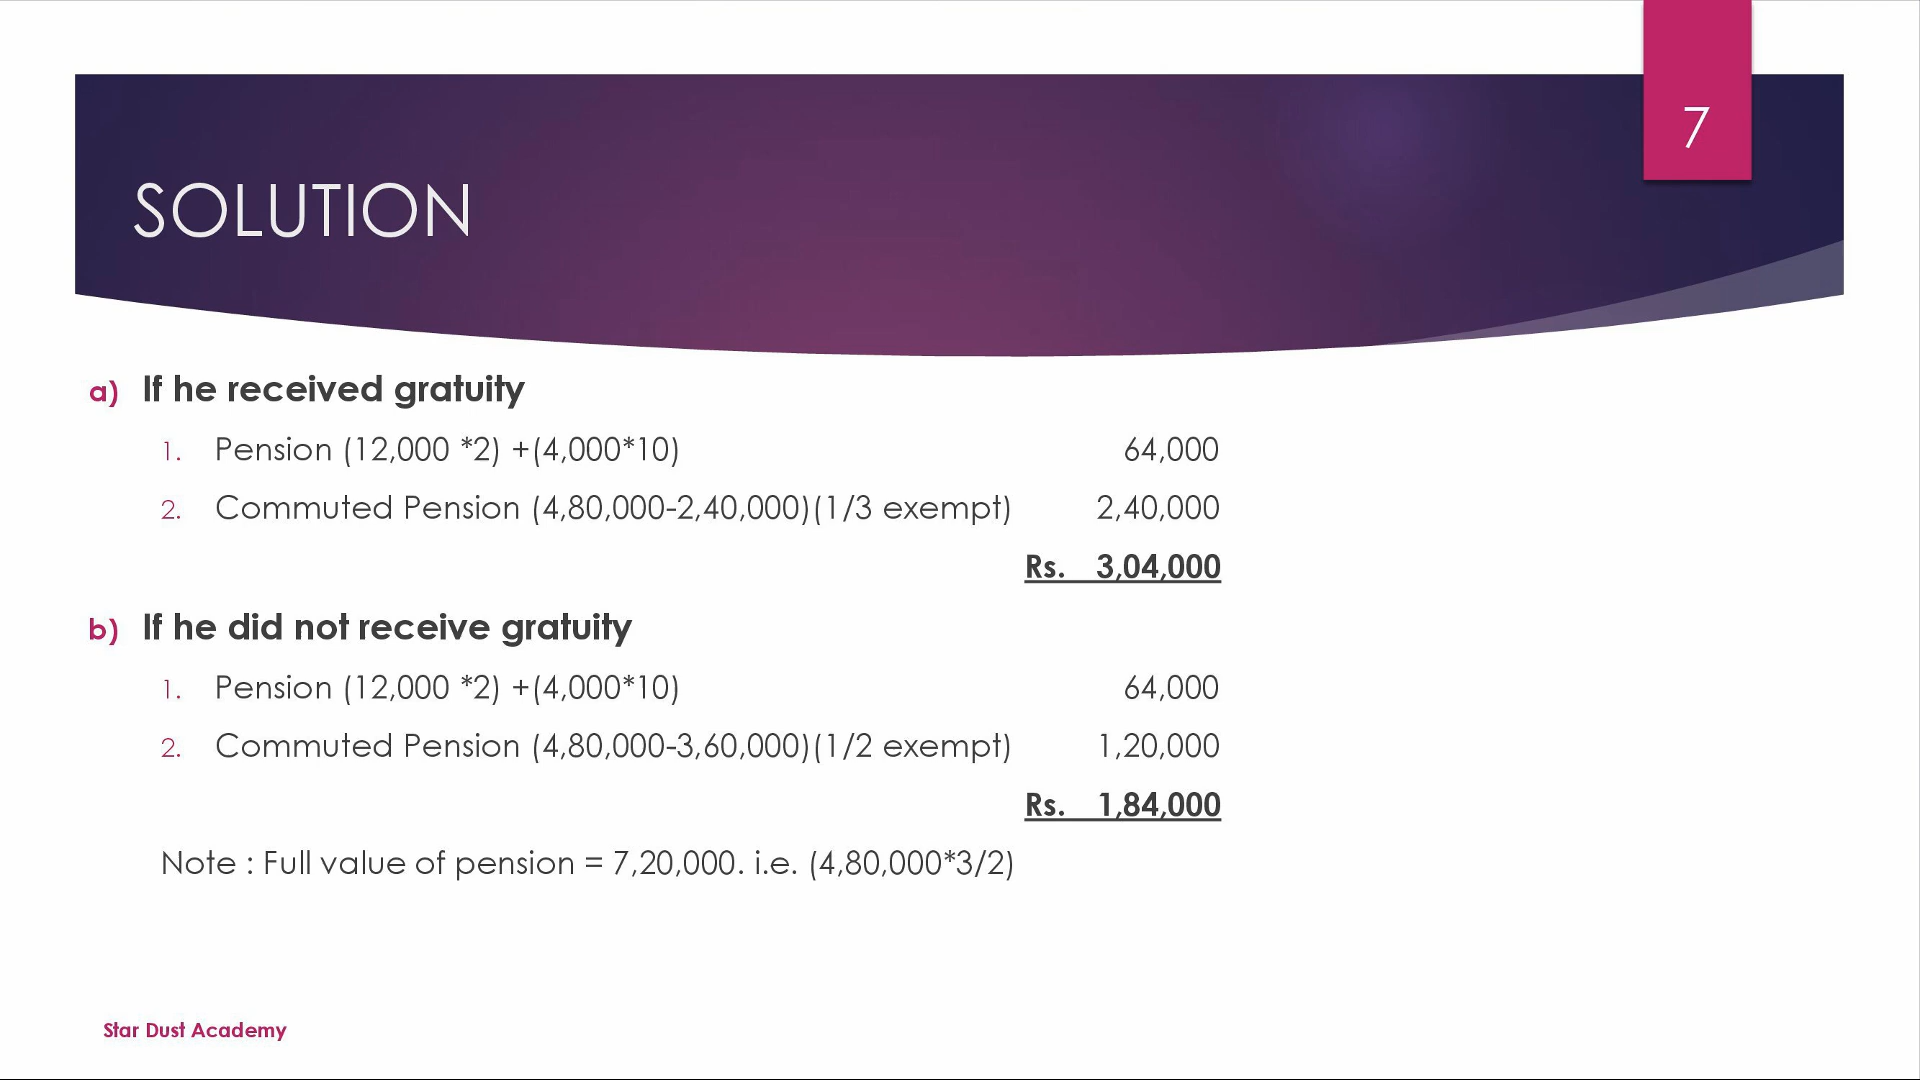 7
SOLUTION
a) If he received gratuity
1. Pension (12,000 *2) +(4,000*10) 64,000
2. Commuted Pension (4,80,000-2,40,000)(1/3 exempt) 2,40,000
Rs. 3,04,000
b) If he did not receive gratuity
1. Pension (12,000 *2) +(4,000*10) 64,000
2. Commuted Pension (4,80,000-3,60,000)(1/2 exempt) 1,20,000
Rs. 1,84,000
Note : Full value of pension = 7,20,000. i.e. (4,80,000*3/2)
Star Dust Academy